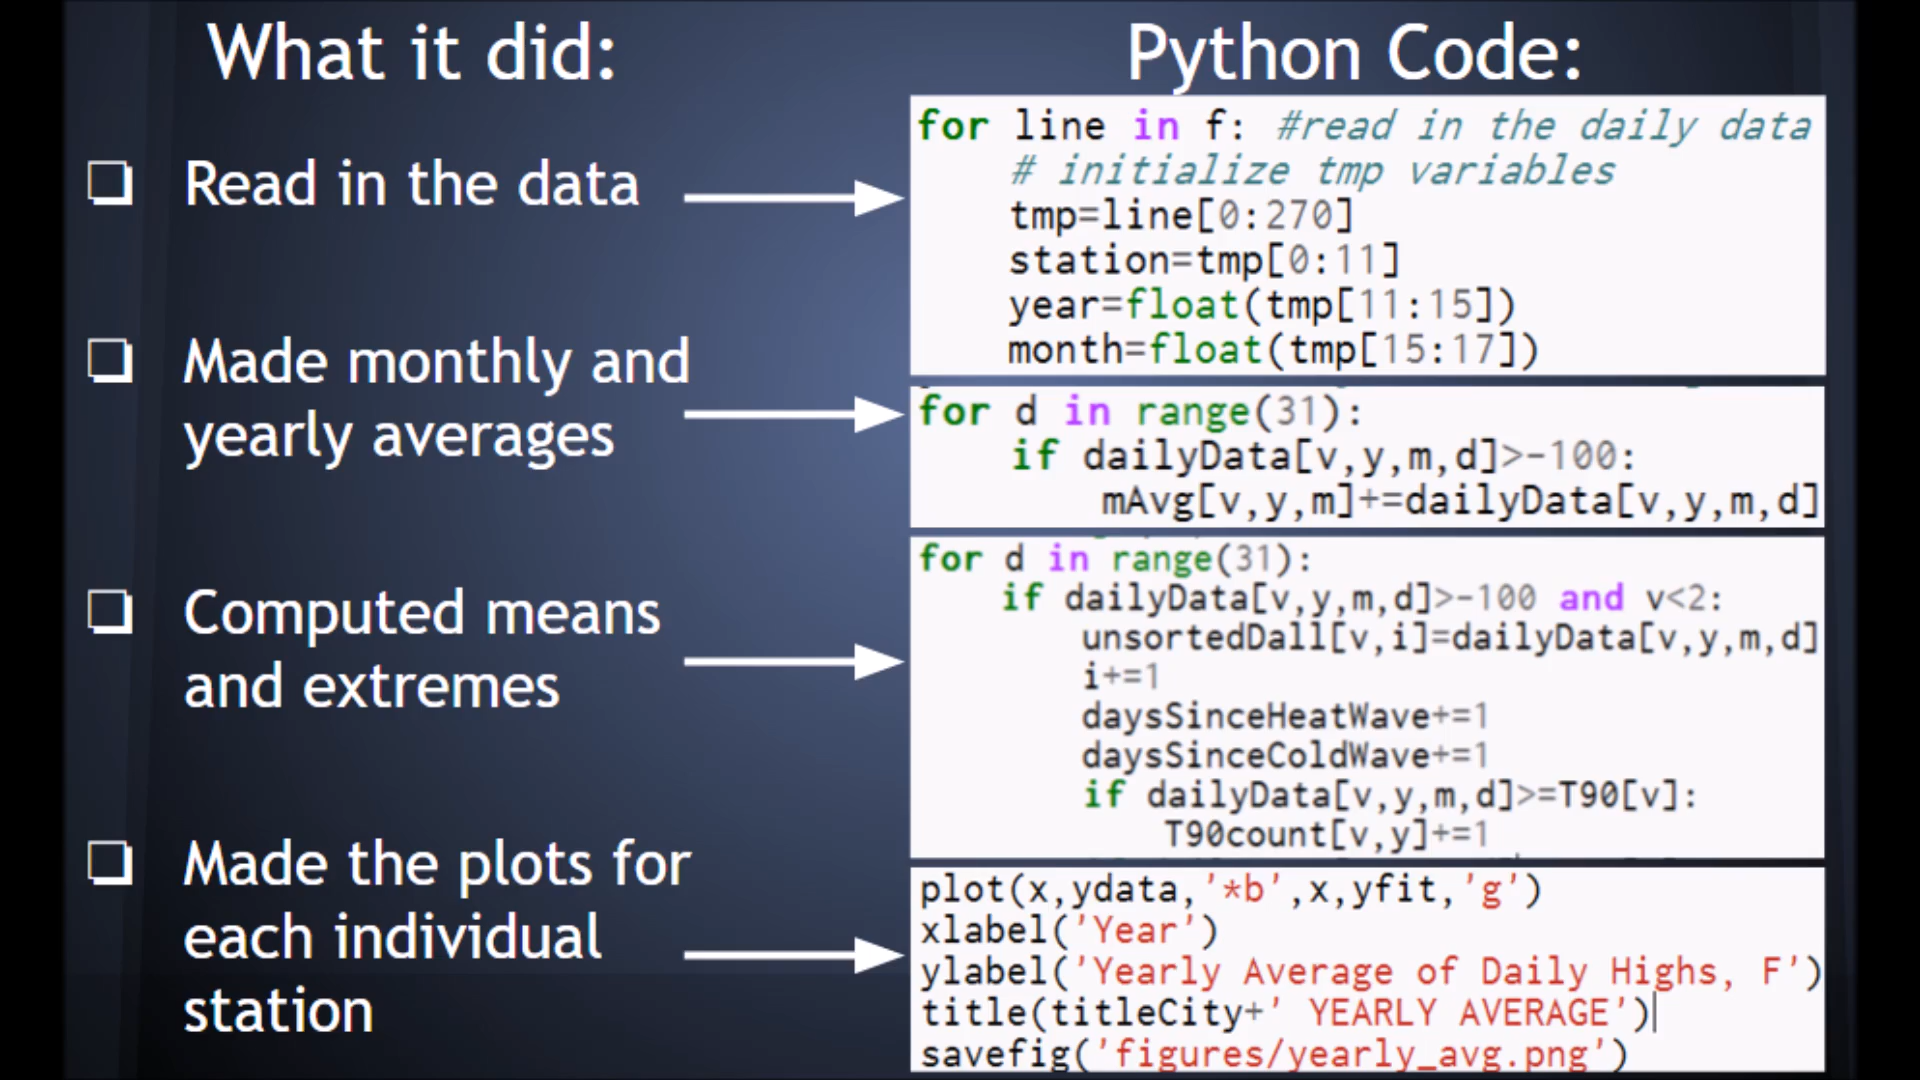 What it did:
Read in the data
Made monthly and
yearly averages
Computed means
and extremes
Made the plots for
each individual
station
Python Code:
for line in f: #read in the daily data
# initialize tmp variables
tmp=line[0:270]
station=tmp[0:11]
year=float(tmp[11:15])
month=float(tmp[15:17])
for d in range(31):
if dailyData[v,y,m,d]>-100:
mAvg[v,y,m]+=dailyData[v,y,m,d]
for d in range(31):
if dailyData[v,y,m,d]>-100 and v<2:
unsortedDall[v,i]=dailyData[v,y,m,d]
i+=1
daysSinceHeatWave+=1
daysSinceColdWave+=1
if dailyData[v,y,m,d]>=T90[v]:
T90count[v,y]+=1
plot(x,ydata,'*b',x,yfit,'g')
xlabel('Year')
ylabel('Yearly Average of Daily Highs, F')
title(titleCity+' YEARLY AVERAGE')
savefig('figures/yearly_avg.png')